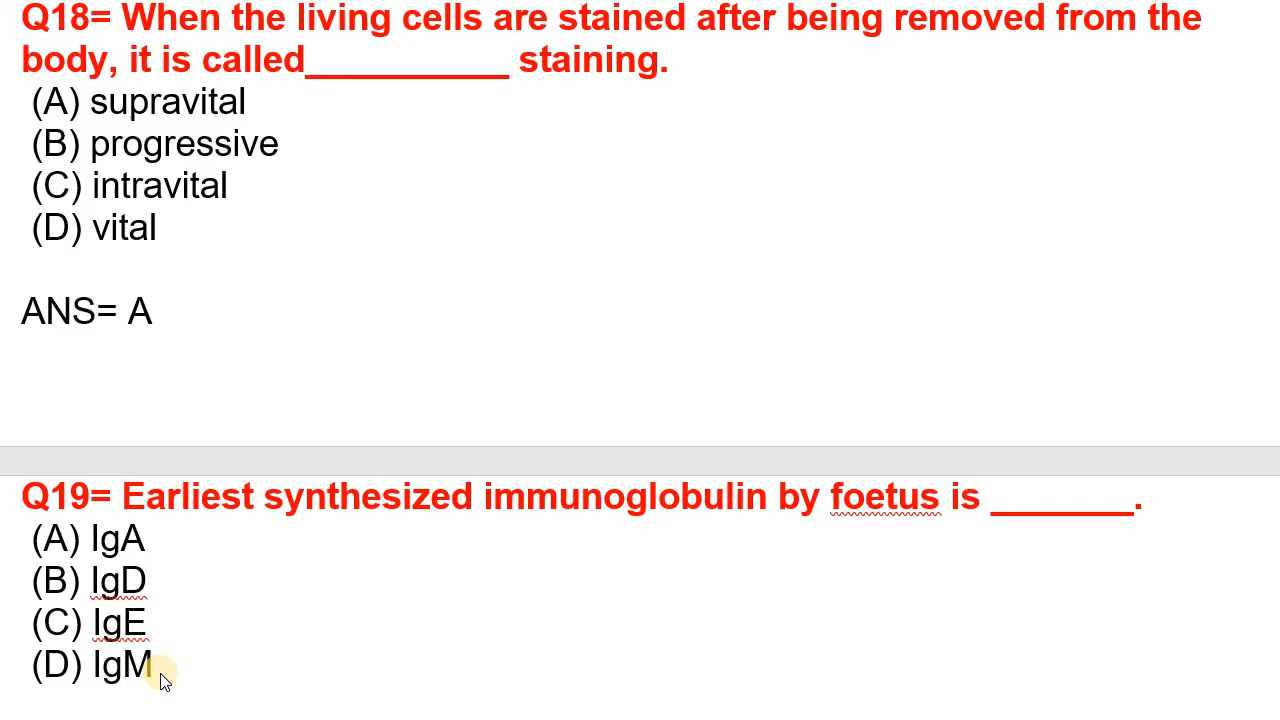 Q18= When the living cells are stained after being removed from the
body, it is called__________ staining.
(A) supravital
(B) progressive
(C) intravital
(D) vital
ANS= A
Q19= Earliest synthesized immunoglobulin by foetus is _______.
(A) IgA
(B) IgD
(C) IgE
(D) IgM